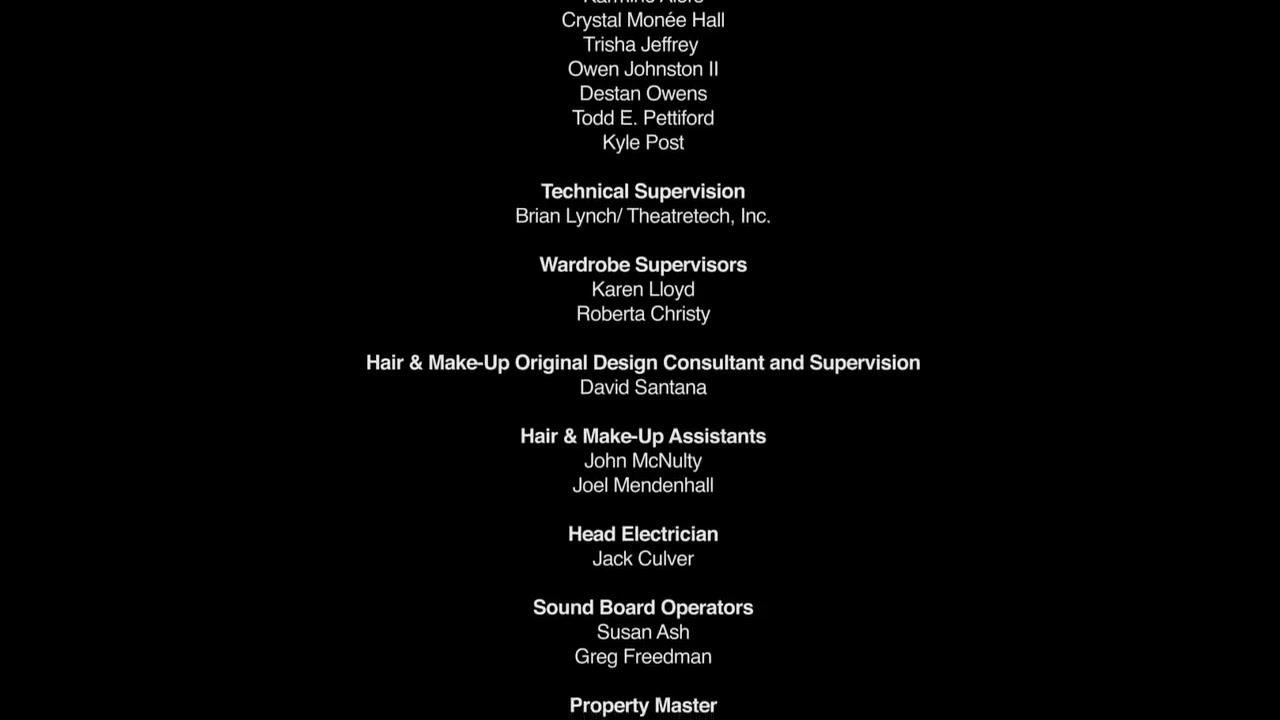 Crystal Monée Hall
Trisha Jeffrey
Owen Johnston II
Destan Owens
Todd E. Pettiford
Kyle Post
Technical Supervision
Brian Lynch/ Theatretech, Inc.
Wardrobe Supervisors
Karen Lloyd
Roberta Christy
Hair & Make-Up Original Design Consultant and Supervision
David Santana
Hair & Make-Up Assistants
John McNulty
Joel Mendenhall
Head Electrician
Jack Culver
Sound Board Operators
Susan Ash
Greg Freedman
Property Master